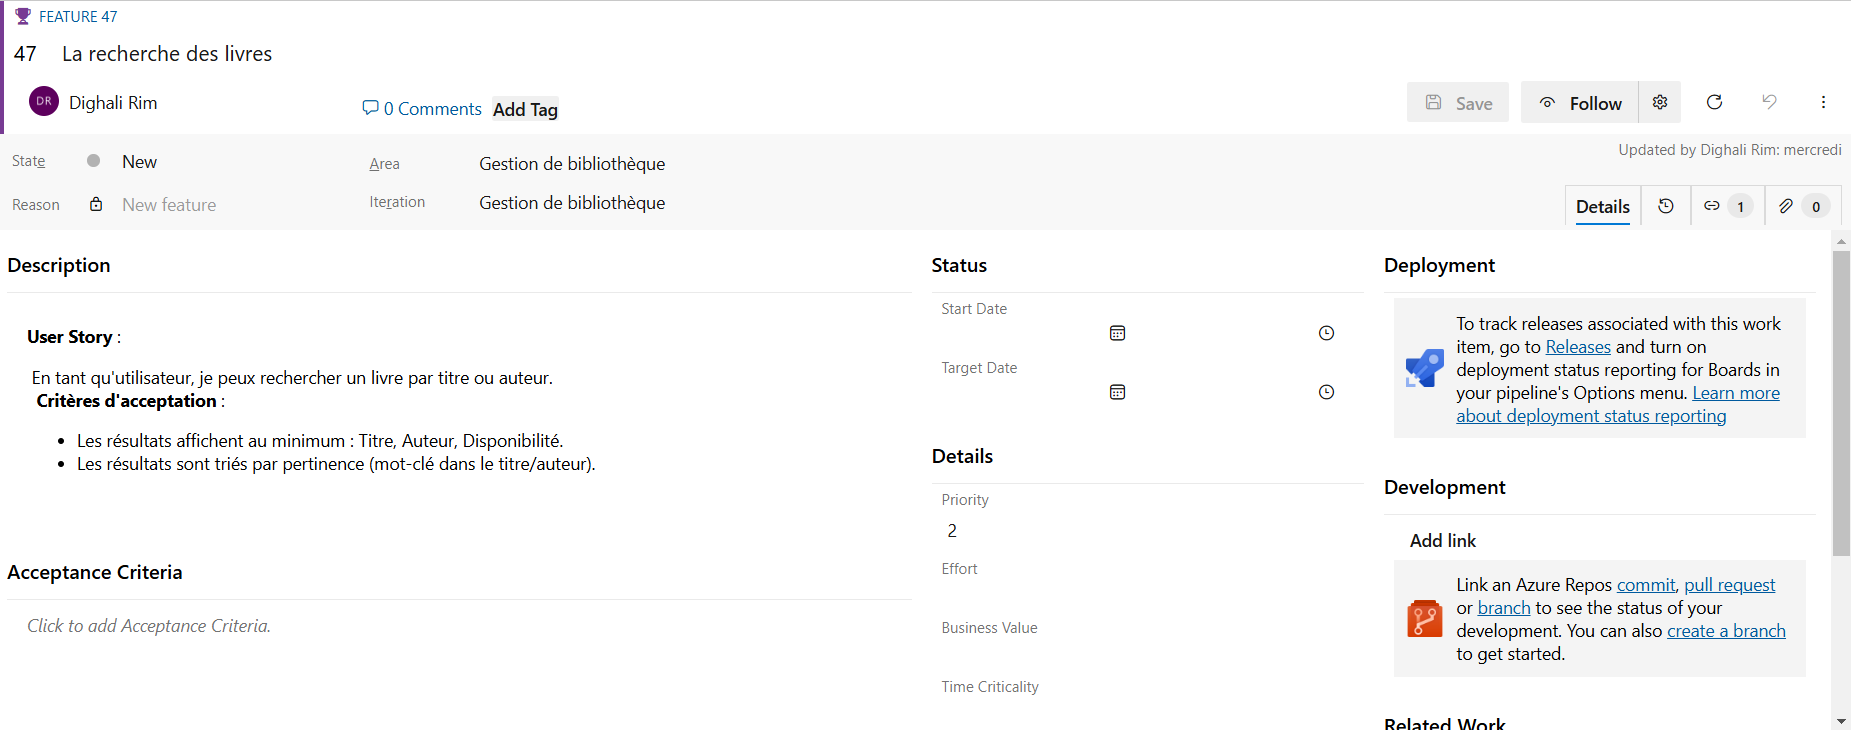 FEATURE 47
47 La recherche des livres
DR Dighali Rim
0 Comments Add Tag
Save Follow
State New
Area Gestion de bibliothèque
Updated by Dighali Rim: mercredi
Reason New feature
Iteration Gestion de bibliothèque
Details 1 0
Description
User Story :
En tant qu'utilisateur, je peux rechercher un livre par titre ou auteur.
Critères d'acceptation :
• Les résultats affichent au minimum : Titre, Auteur, Disponibilité.
• Les résultats sont triés par pertinence (mot-clé dans le titre/auteur).
Acceptance Criteria
Click to add Acceptance Criteria.
Status
Start Date
Target Date
Details
Priority
2
Effort
Business Value
Time Criticality
Deployment
To track releases associated with this work
item, go to Releases and turn on
deployment status reporting for Boards in
your pipeline's Options menu. Learn more
about deployment status reporting
Development
Add link
Link an Azure Repos commit, pull request
or branch to see the status of your
development. You can also create a branch
to get started.
Related Work